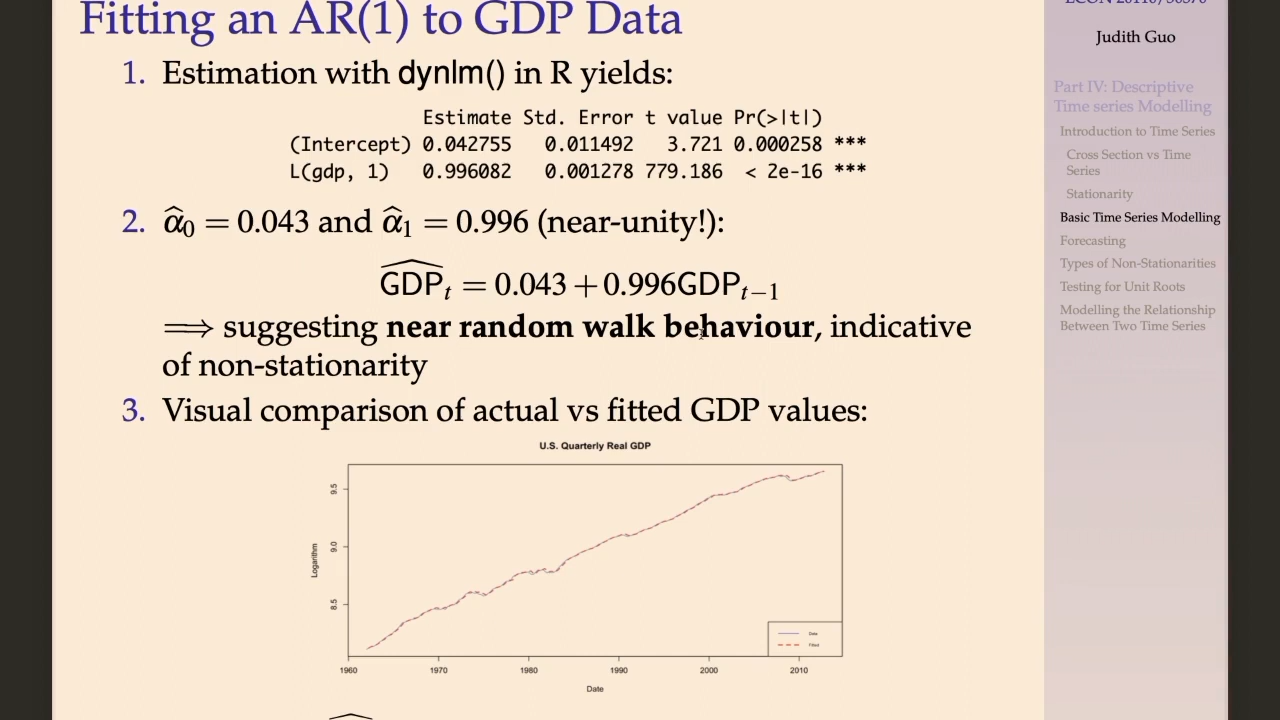 Fitting an AR(1) to GDP Data
1. Estimation with dynlm() in R yields:
Estimate Std. Error t value Pr(>|t|)
(Intercept) 0.042755 0.011492 3.721 0.000258 ***
L(gdp, 1) 0.996082 0.001278 779.186 < 2e-16 ***
2. α̂0 = 0.043 and α̂1 = 0.996 (near-unity!):
GDP̂t = 0.043 + 0.996GDPt−1
⟹ suggesting near random walk behaviour, indicative
of non-stationarity
3. Visual comparison of actual vs fitted GDP values:
U.S. Quarterly Real GDP
Logarithm
9.5
9.0
8.5
1960 1970 1980 1990 2000 2010
Date
Data
Fitted
Judith Guo
Part IV: Descriptive
Time series Modelling
Introduction to Time Series
Cross Section vs Time
Series
Stationarity
Basic Time Series Modelling
Forecasting
Types of Non-Stationarities
Testing for Unit Roots
Modelling the Relationship
Between Two Time Series